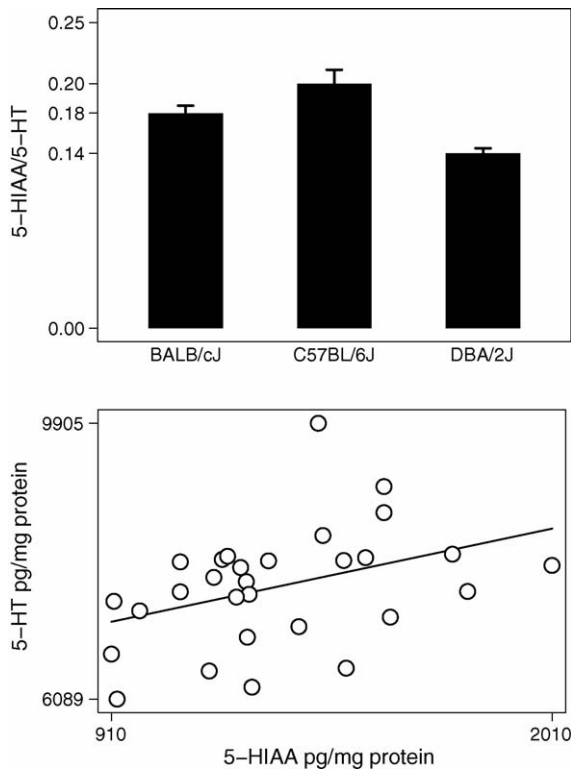 5−HIAA/5−HT
0.25
0.20
0.18
0.14
0.00
BALB/cJ C57BL/6J DBA/2J
5−HT pg/mg protein
9905
6089
910 2010
5−HIAA pg/mg protein